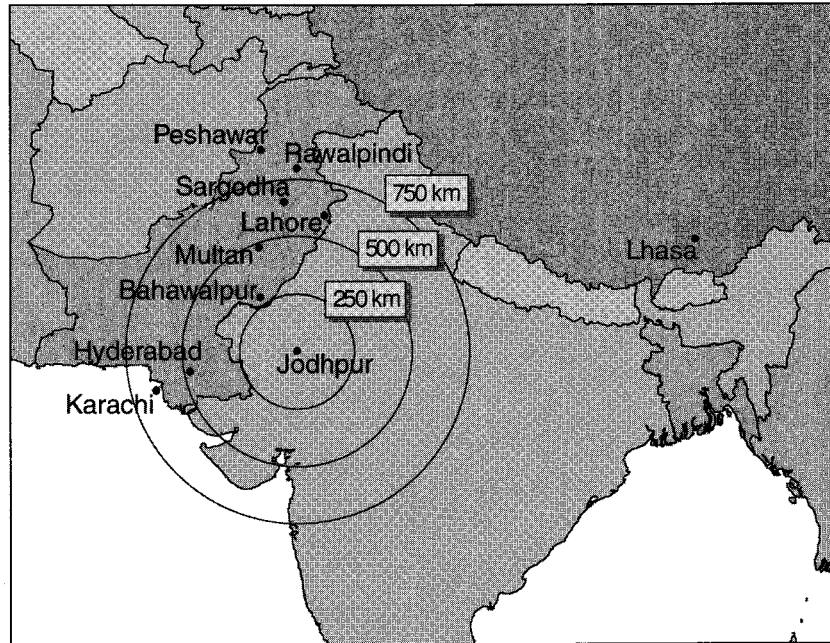 Peshawar
Rawalpindi
Sargodha
750 km
Lahore
Multan
500 km
Lhasa
Bahawalpur
250 km
Hyderabad
Jodhpur
Karachi